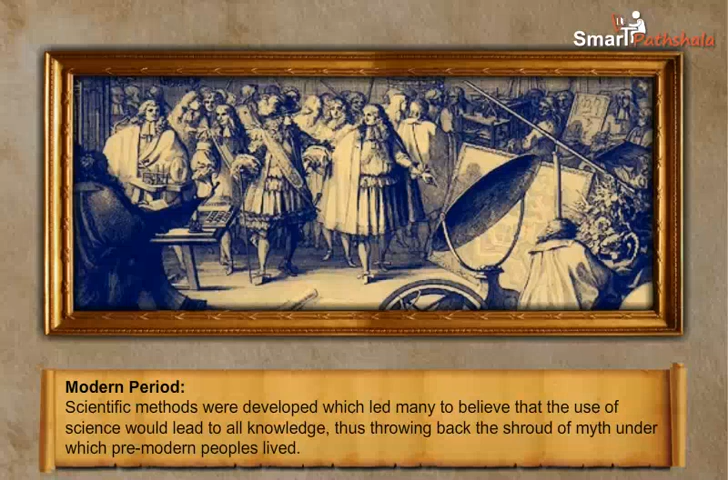 SmartPathshala
Modern Period:
Scientific methods were developed which led many to believe that the use of
science would lead to all knowledge, thus throwing back the shroud of myth under
which pre-modern peoples lived.